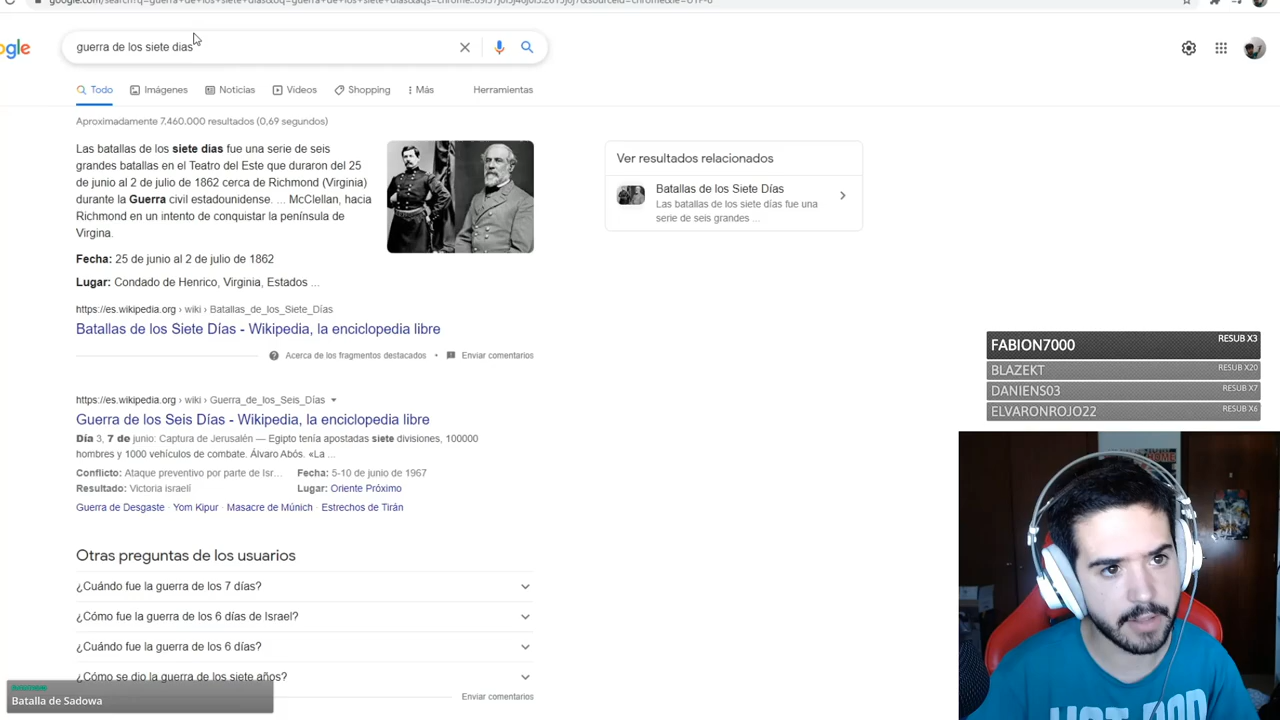 ogle
guerra de los siete dias
Todo
Imágenes
Noticias
Vídeos
Shopping
Más
Herramientas
Aproximadamente 7.460.000 resultados (0,69 segundos)
Las batallas de los siete dias fue una serie de seis
grandes batallas en el Teatro del Este que duraron del 25
de junio al 2 de julio de 1862 cerca de Richmond (Virginia)
durante la Guerra civil estadounidense. ... McClellan, hacia
Richmond en un intento de conquistar la península de
Virgina.
Fecha: 25 de junio al 2 de julio de 1862
Lugar: Condado de Henrico, Virginia, Estados ...
https://es.wikipedia.org › wiki › Batallas_de_los_Siete_Días
Batallas de los Siete Días - Wikipedia, la enciclopedia libre
Acerca de los fragmentos destacados • Enviar comentarios
https://es.wikipedia.org › wiki › Guerra_de_los_Seis_Días
Guerra de los Seis Días - Wikipedia, la enciclopedia libre
Día 3, 7 de junio: Captura de Jerusalén — Egipto tenía apostadas siete divisiones, 100000
hombres y 1000 vehículos de combate. Álvaro Abós. «La ...
Conflicto: Ataque preventivo por parte de Isr... Fecha: 5-10 de junio de 1967
Resultado: Victoria israelí Lugar: Oriente Próximo
Guerra de Desgaste · Yom Kipur · Masacre de Múnich · Estrechos de Tirán
Otras preguntas de los usuarios
¿Cuándo fue la guerra de los 7 días?
¿Cómo fue la guerra de los 6 días de Israel?
¿Cuándo fue la guerra de los 6 días?
¿Cómo se dio la guerra de los siete años?
Enviar comentarios
Ver resultados relacionados
Batallas de los Siete Días
Las batallas de los siete días fue una
serie de seis grandes ...
FABION7000 RESUB X3
BLAZEKT RESUB X20
DANIENS03 RESUB X7
ELVARONROJO22 RESUB X6
Batalla de Sadowa